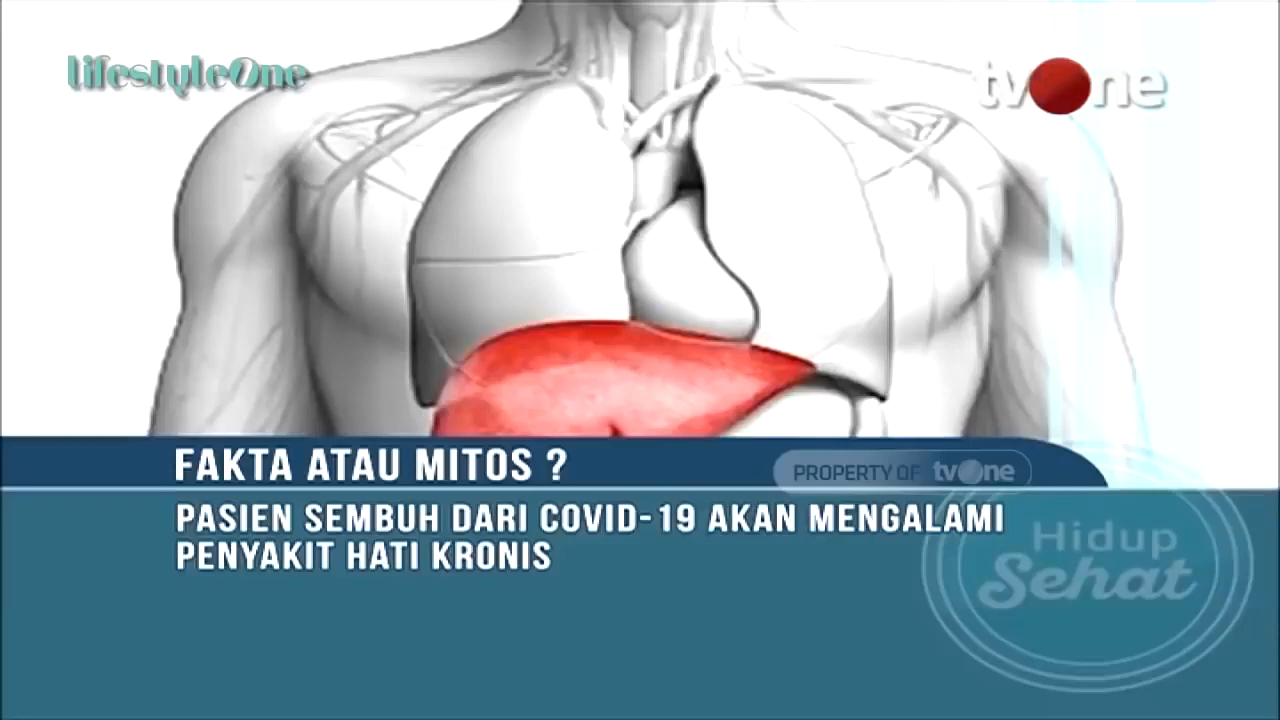 lifestyleOne
tvOne
FAKTA ATAU MITOS ?
PROPERTY OF tvOne
PASIEN SEMBUH DARI COVID-19 AKAN MENGALAMI
PENYAKIT HATI KRONIS
Hidup
Sehat